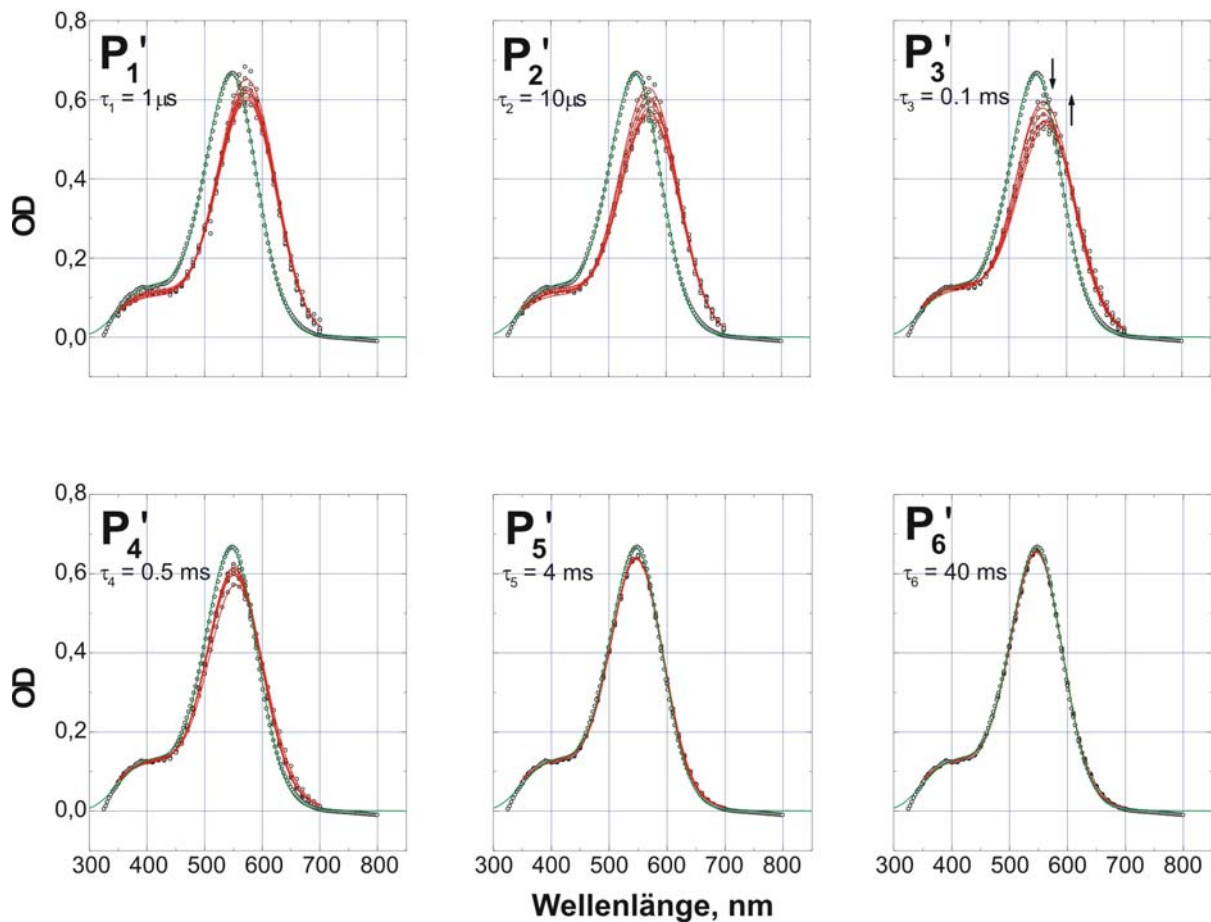 0,8
0,6
0,4
0,2
0,0
OD
P1'
τ1 = 1µs
P2'
τ2 = 10µs
P3'
τ3 = 0.1 ms
0,8
0,6
0,4
0,2
0,0
OD
P4'
τ4 = 0.5 ms
P5'
τ5 = 4 ms
P6'
τ6 = 40 ms
300 400 500 600 700 800
300 400 500 600 700 800
300 400 500 600 700 800
Wellenlänge, nm